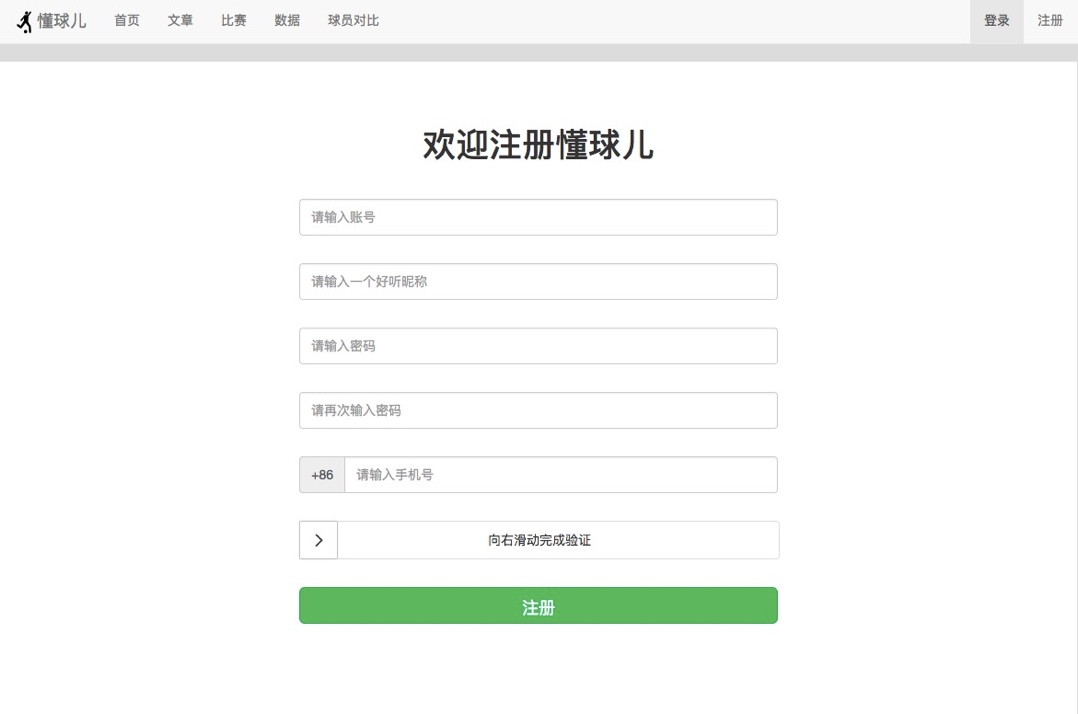 懂球儿 首页 文章 比赛 数据 球员对比 登录 注册
欢迎注册懂球儿
请输入账号
请输入一个好听昵称
请输入密码
请再次输入密码
+86 请输入手机号
向右滑动完成验证
注册